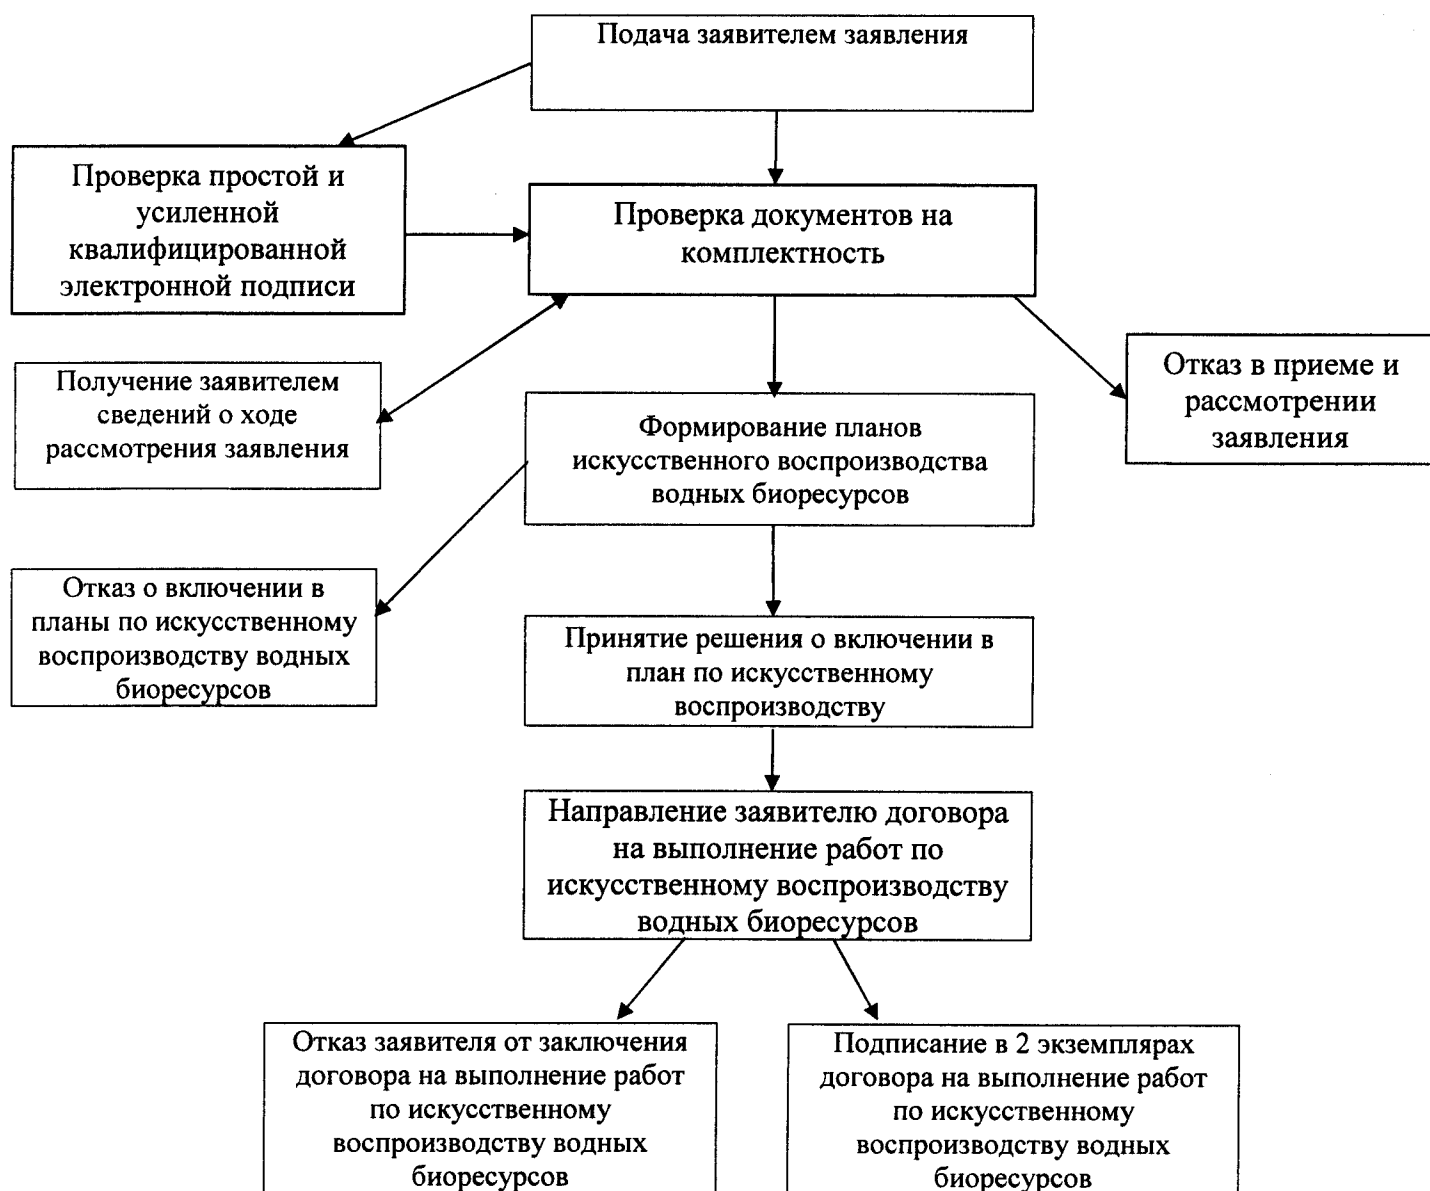 Подача заявителем заявления
Проверка простой и
усиленной
квалифицированной
электронной подписи
Проверка документов на
комплектность
Получение заявителем
сведений о ходе
рассмотрения заявления
Формирование планов
искусственного воспроизводства
водных биоресурсов
Отказ в приеме и
рассмотрении
заявления
Отказ о включении в
планы по искусственному
воспроизводству водных
биоресурсов
Принятие решения о включении в
план по искусственному
воспроизводству
Направление заявителю договора
на выполнение работ по
искусственному воспроизводству
водных биоресурсов
Отказ заявителя от заключения
договора на выполнение работ
по искусственному
воспроизводству водных
биоресурсов
Подписание в 2 экземплярах
договора на выполнение работ
по искусственному
воспроизводству водных
биоресурсов